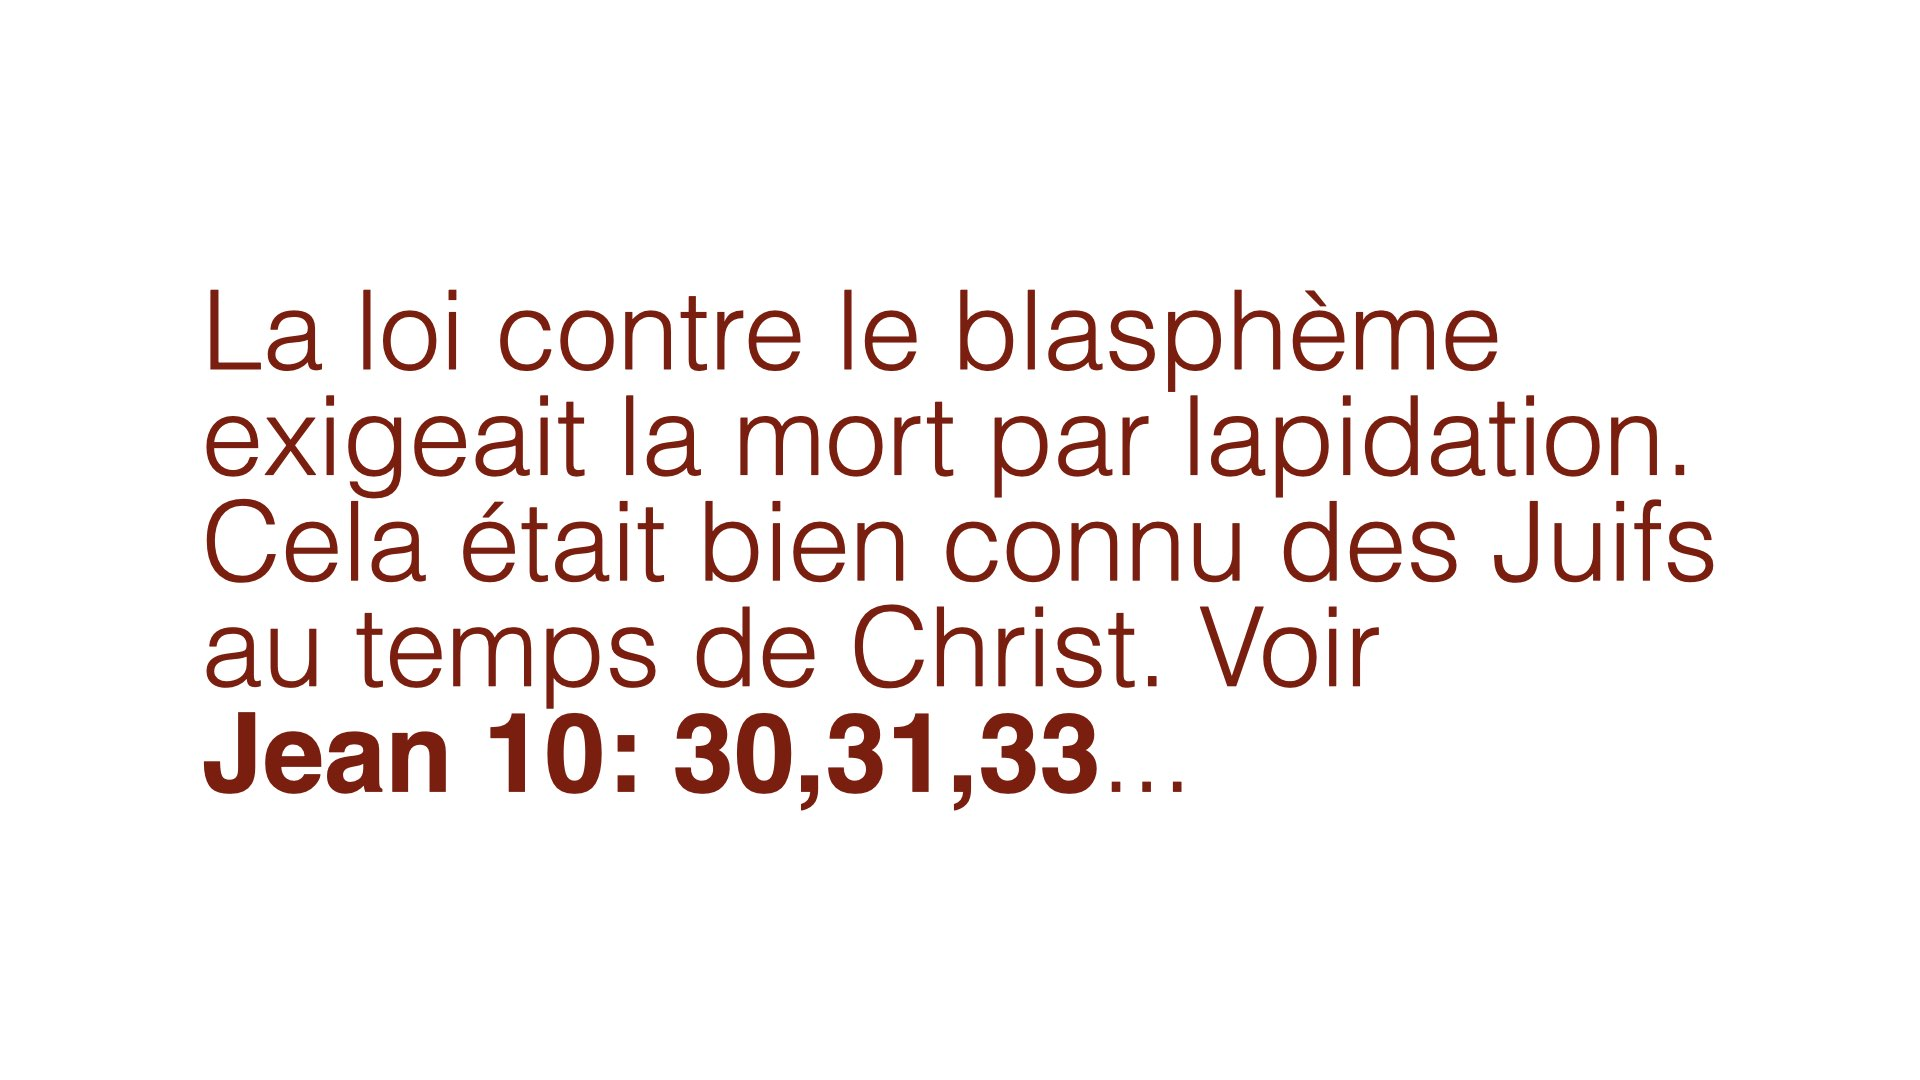 La loi contre le blasphème
exigeait la mort par lapidation.
Cela était bien connu des Juifs
au temps de Christ. Voir
Jean 10: 30,31,33...